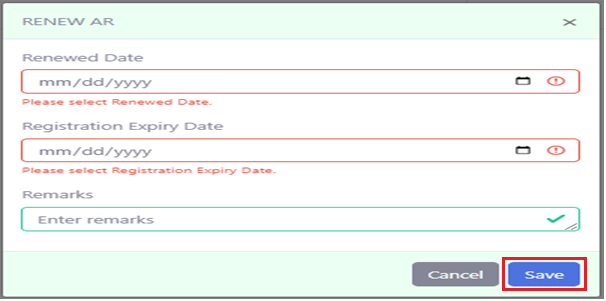 RENEW AR ×
Renewed Date
mm/dd/yyyy
Please select Renewed Date.
Registration Expiry Date
mm/dd/yyyy
Please select Registration Expiry Date.
Remarks
Enter remarks
Cancel Save